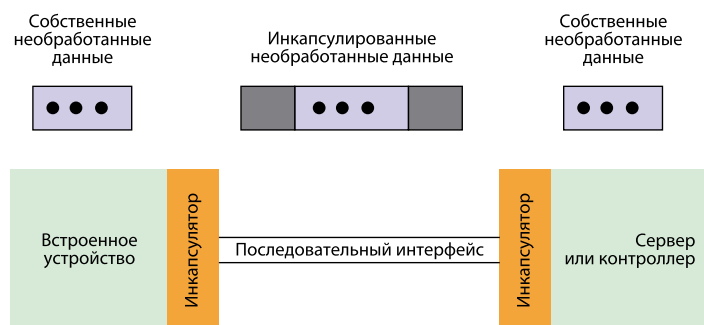 Собственные
необработанные
данные
Инкапсулированные
необработанные данные
Собственные
необработанные
данные
Встроенное
устройство
Инкапсулятор
Последовательный интерфейс
Инкапсулятор
Сервер
или контроллер